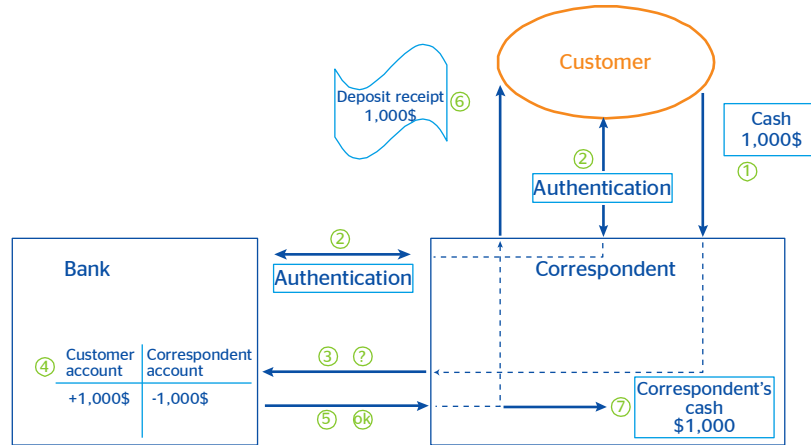 Customer
Deposit receipt
1,000$
⑥
Cash
1,000$
①
②
Authentication
②
Authentication
Bank
Correspondent
③ ?
④
Customer account
Correspondent account
+1,000$
-1,000$
⑤ ok
⑦
Correspondent's
cash
$1,000